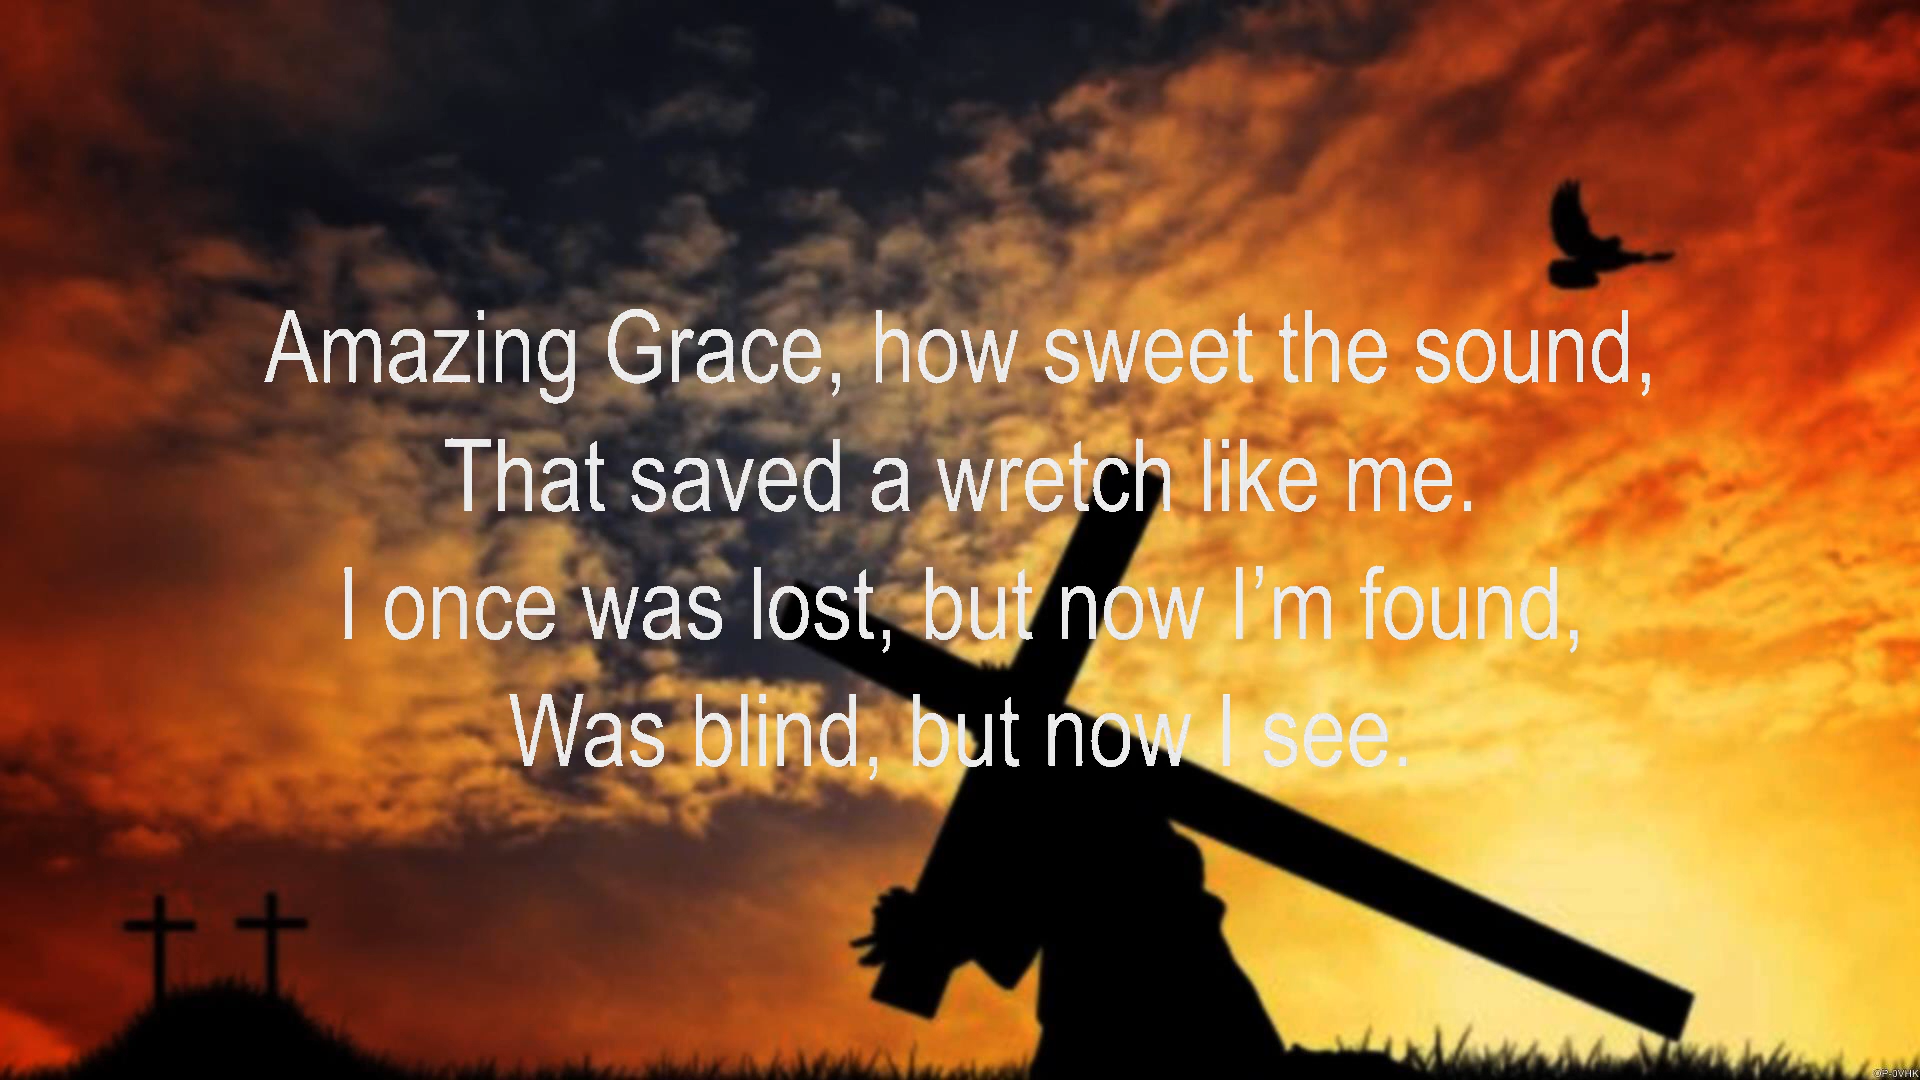 Amazing Grace, how sweet the sound,
That saved a wretch like me.
I once was lost, but now I’m found,
Was blind, but now I see.